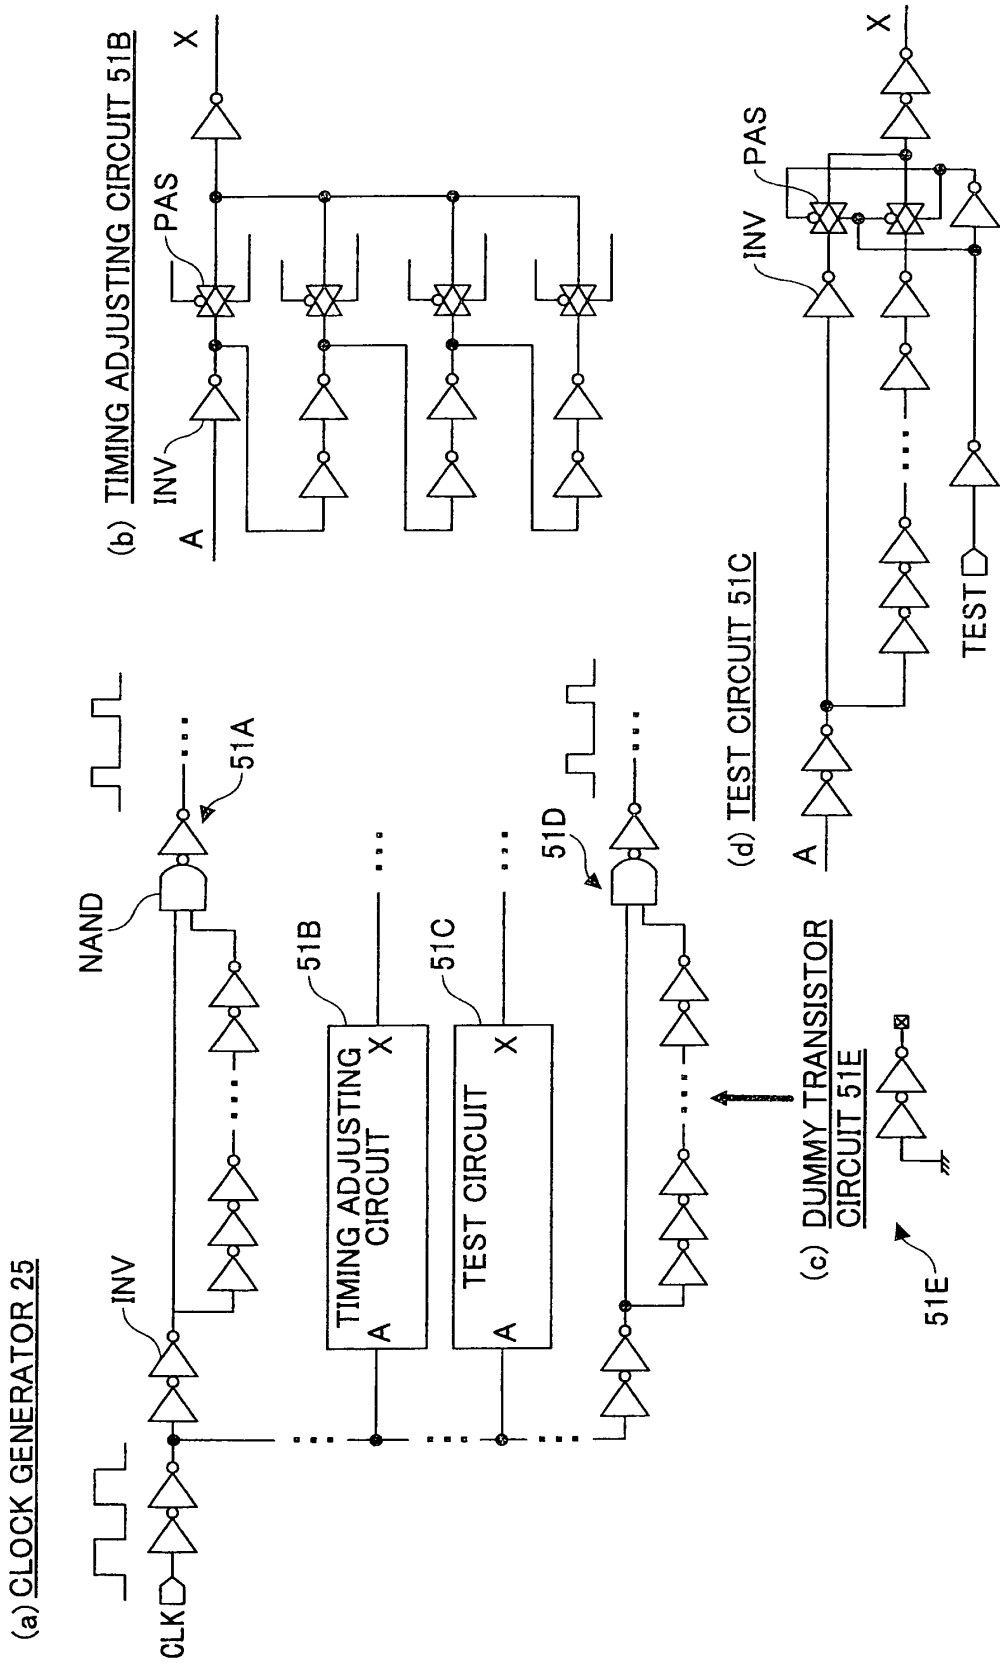 (a) CLOCK GENERATOR 25
CLK
INV
NAND
51A
TIMING ADJUSTING
CIRCUIT
A
X
51B
TEST CIRCUIT
A
X
51C
51D
(b) TIMING ADJUSTING CIRCUIT 51B
A
INV
PAS
X
(c) DUMMY TRANSISTOR
CIRCUIT 51E
51E
(d) TEST CIRCUIT 51C
A
INV
PAS
X
TEST